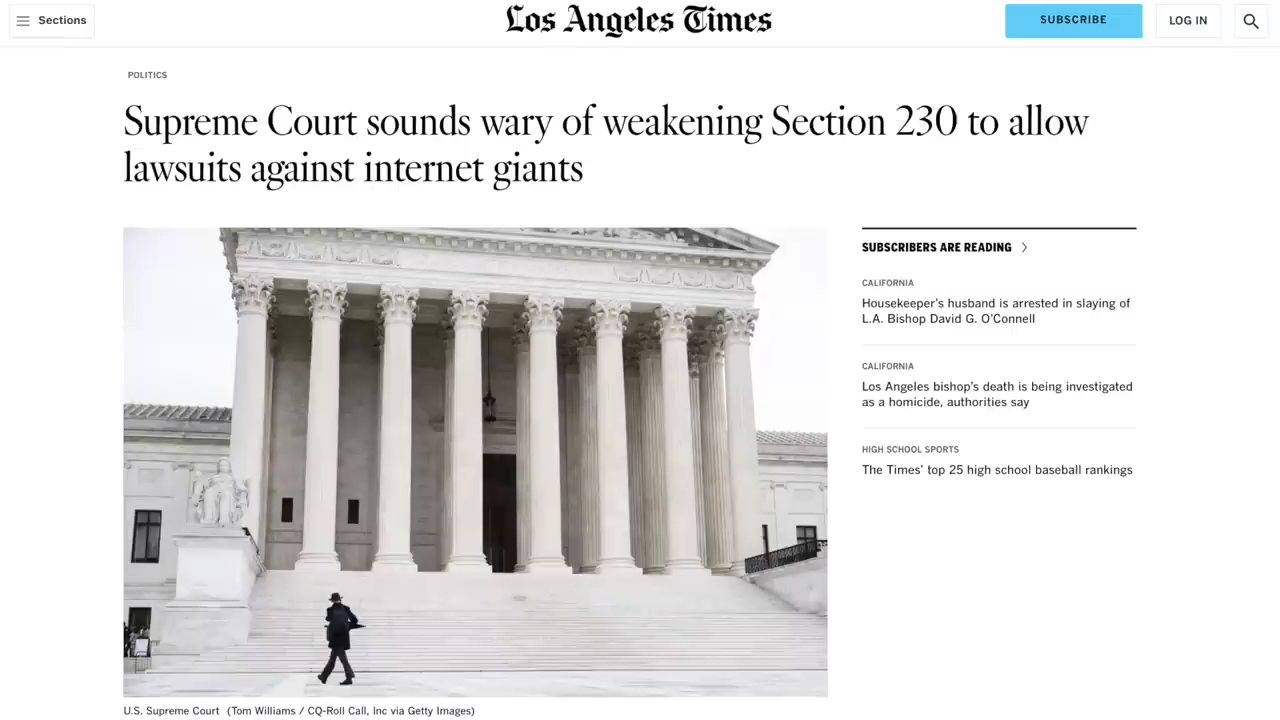 Sections
Los Angeles Times
SUBSCRIBE
LOG IN
POLITICS
Supreme Court sounds wary of weakening Section 230 to allow
lawsuits against internet giants
SUBSCRIBERS ARE READING
CALIFORNIA
Housekeeper's husband is arrested in slaying of
L.A. Bishop David G. O'Connell
CALIFORNIA
Los Angeles bishop's death is being investigated
as a homicide, authorities say
HIGH SCHOOL SPORTS
The Times' top 25 high school baseball rankings
U.S. Supreme Court (Tom Williams / CQ-Roll Call, Inc via Getty Images)